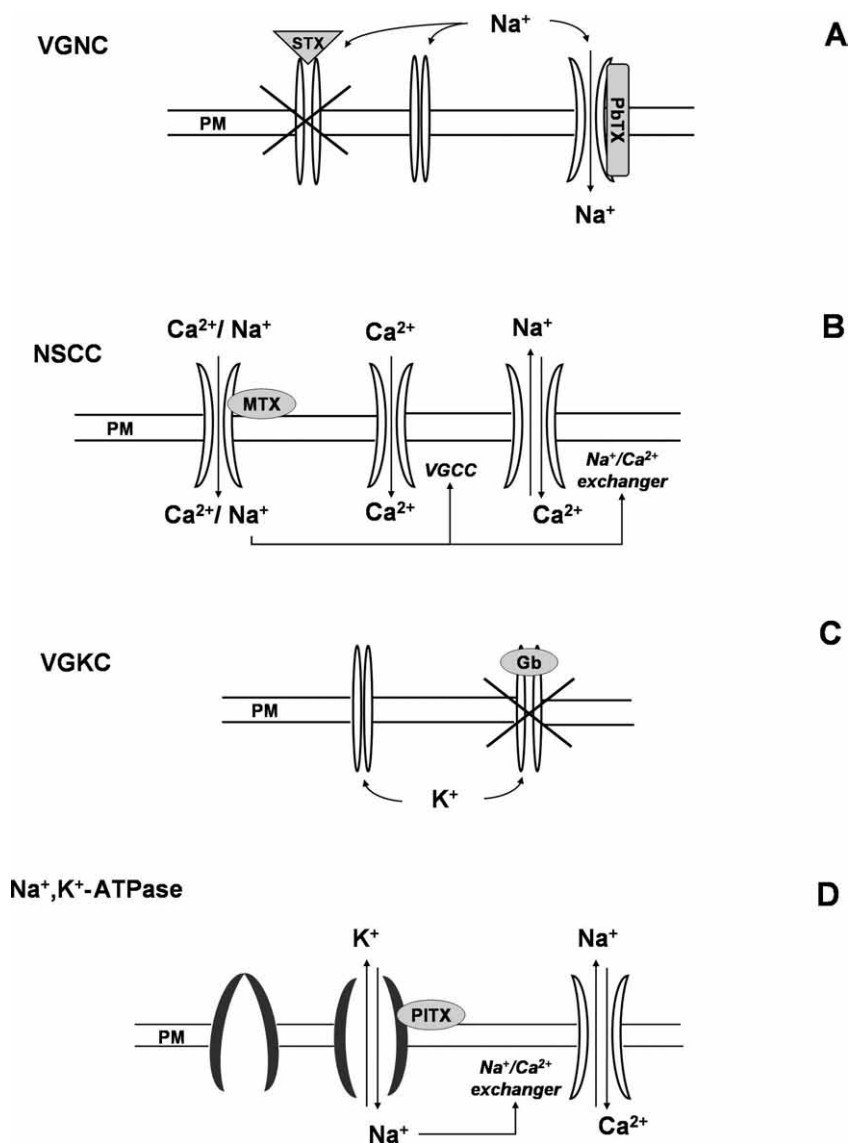 Na⁺
A
VGNC
STX
PbTX
PM
Na⁺
B
Ca²⁺/ Na⁺
Ca²⁺
Na⁺
NSCC
MTX
PM
VGCC
Na⁺/Ca²⁺
exchanger
Ca²⁺/ Na⁺
Ca²⁺
Ca²⁺
C
VGKC
Gb
PM
K⁺
Na⁺,K⁺-ATPase
D
K⁺
Na⁺
PlTX
PM
Na⁺/Ca²⁺
exchanger
Na⁺
Ca²⁺